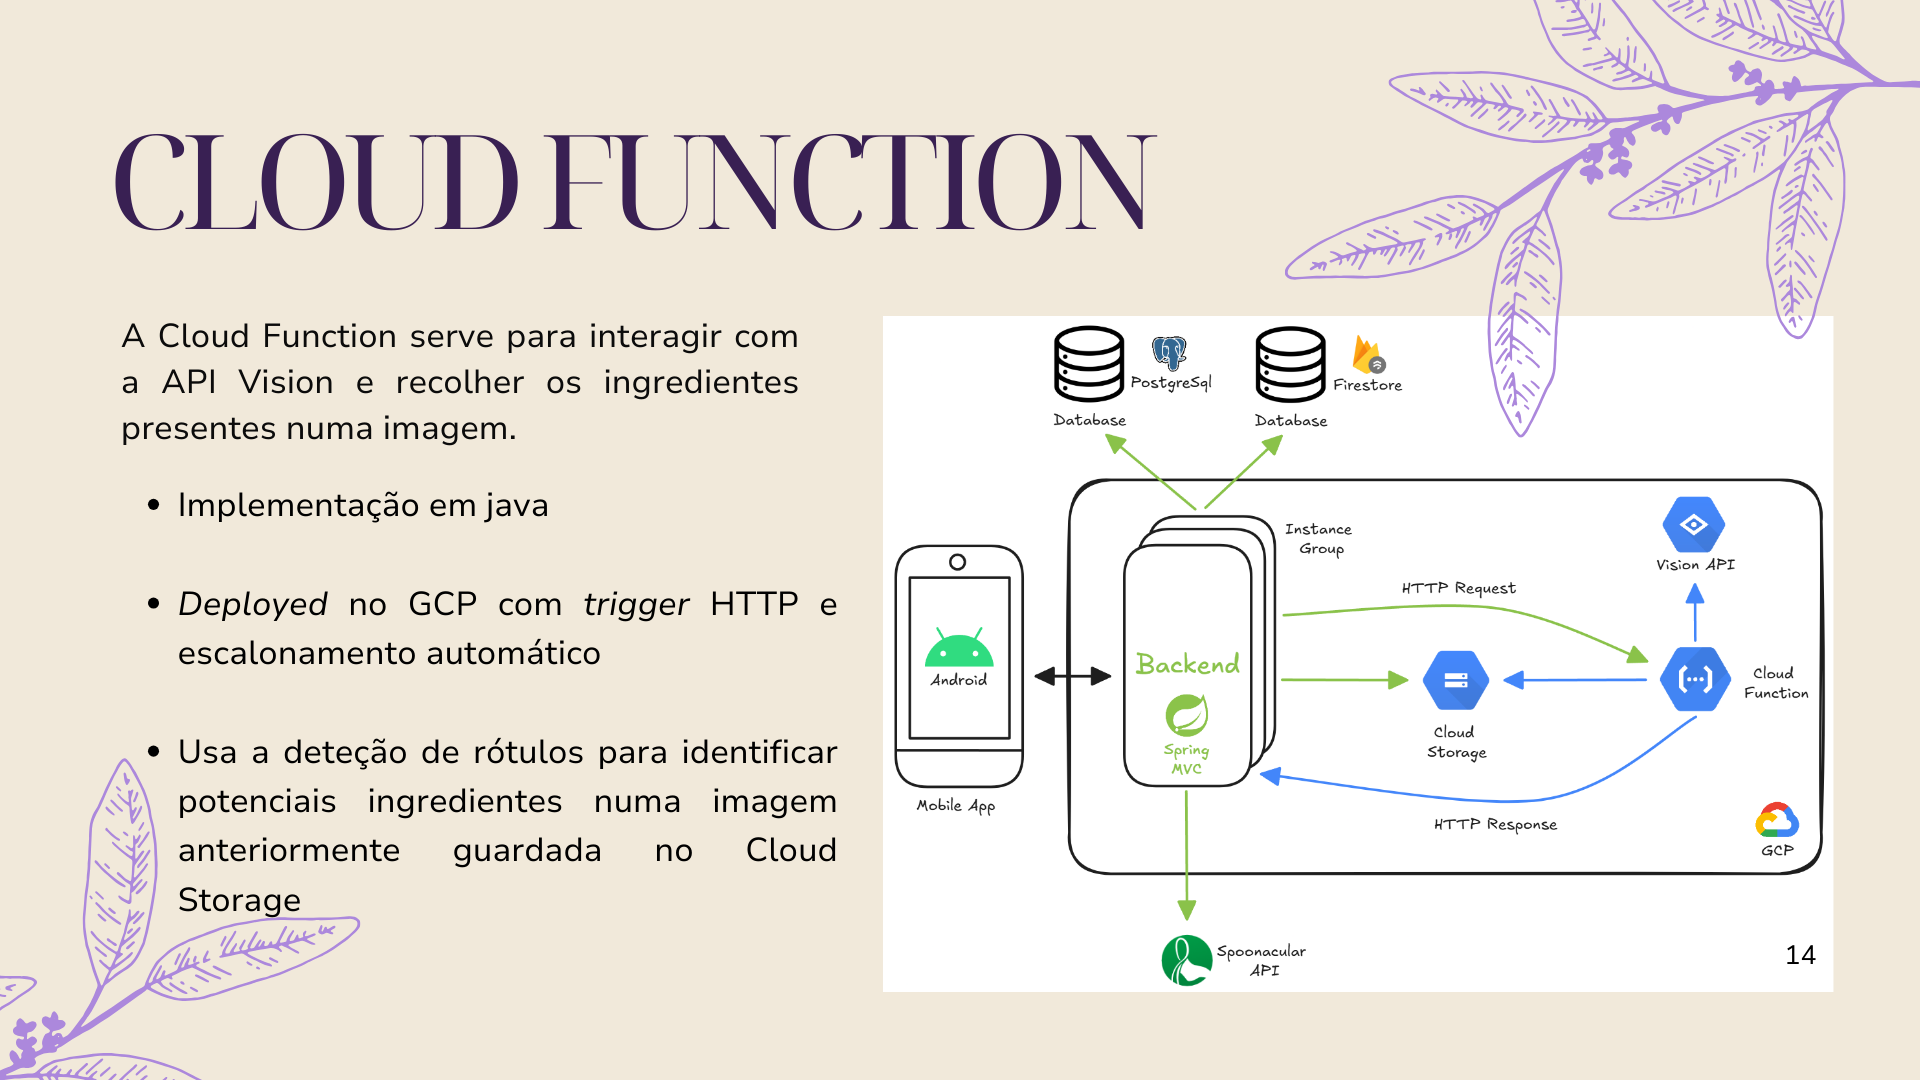 CLOUD FUNCTION
A Cloud Function serve para interagir com
a API Vision e recolher os ingredientes
presentes numa imagem.
• Implementação em java
• Deployed no GCP com trigger HTTP e
escalonamento automático
• Usa a deteção de rótulos para identificar
potenciais ingredientes numa imagem
anteriormente guardada no Cloud
Storage
PostgreSql
Database
Firestore
Database
Instance
Group
Vision API
HTTP Request
Backend
Spring
MVC
Android
Mobile App
Cloud
Storage
Cloud
Function
HTTP Response
GCP
Spoonacular
API
14